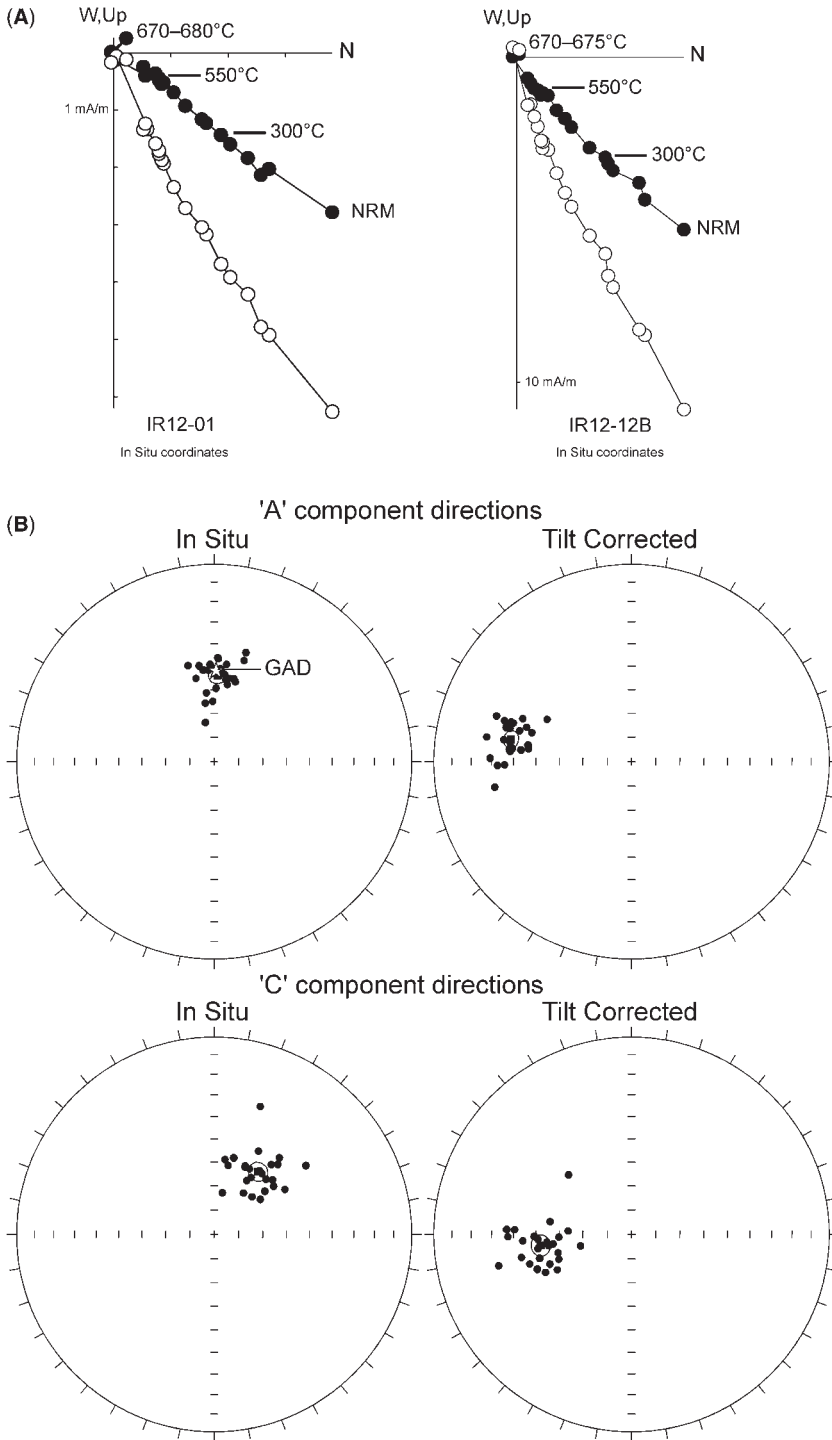 (A)
W,Up
670–680°C
N
550°C
1 mA/m
300°C
NRM
IR12-01
In Situ coordinates
W,Up
670–675°C
N
550°C
300°C
NRM
10 mA/m
IR12-12B
In Situ coordinates
(B)
'A' component directions
In Situ
Tilt Corrected
GAD
'C' component directions
In Situ
Tilt Corrected